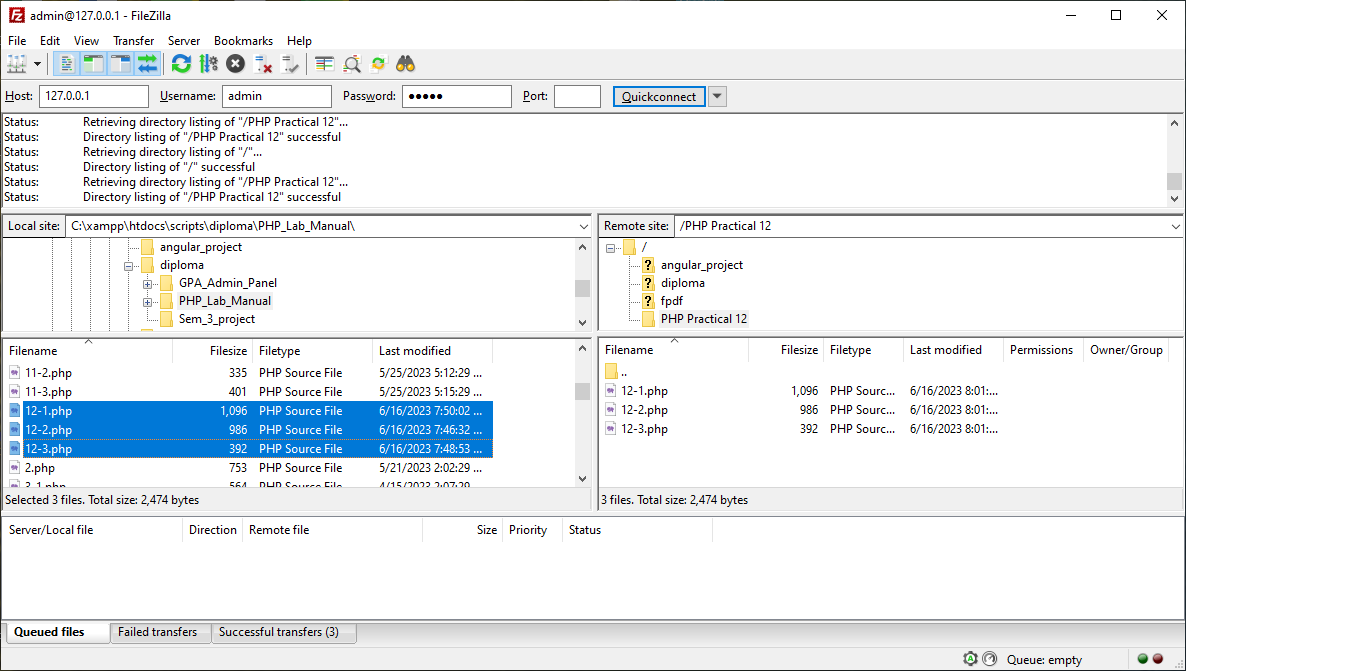 admin@127.0.0.1 - FileZilla
File Edit View Transfer Server Bookmarks Help
Host: 127.0.0.1 Username: admin Password: ●●●●● Port: Quickconnect
Status: Retrieving directory listing of "/PHP Practical 12"...
Status: Directory listing of "/PHP Practical 12" successful
Status: Retrieving directory listing of "/"...
Status: Directory listing of "/" successful
Status: Retrieving directory listing of "/PHP Practical 12"...
Status: Directory listing of "/PHP Practical 12" successful
Local site: C:\xampp\htdocs\scripts\diploma\PHP_Lab_Manual\
angular_project
diploma
GPA_Admin_Panel
PHP_Lab_Manual
Sem_3_project
Filename Filesize Filetype Last modified
11-2.php 335 PHP Source File 5/25/2023 5:12:29 ...
11-3.php 401 PHP Source File 5/25/2023 5:15:29 ...
12-1.php 1,096 PHP Source File 6/16/2023 7:50:02 ...
12-2.php 986 PHP Source File 6/16/2023 7:46:32 ...
12-3.php 392 PHP Source File 6/16/2023 7:48:53 ...
2.php 753 PHP Source File 5/21/2023 2:02:29 ...
3-1.php 564 PHP Source File 4/15/2023 2:07:29
Selected 3 files. Total size: 2,474 bytes
Remote site: /PHP Practical 12
/
? angular_project
? diploma
? fpdf
PHP Practical 12
Filename Filesize Filetype Last modified Permissions Owner/Group
..
12-1.php 1,096 PHP Sourc... 6/16/2023 8:01:...
12-2.php 986 PHP Sourc... 6/16/2023 8:01:...
12-3.php 392 PHP Sourc... 6/16/2023 8:01:...
3 files. Total size: 2,474 bytes
Server/Local file Direction Remote file Size Priority Status
Queued files Failed transfers Successful transfers (3)
Queue: empty